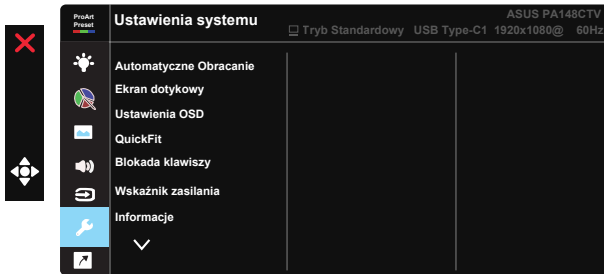 ProArt
Preset
Ustawienia systemu
ASUS PA148CTV
Tryb Standardowy USB Type-C1 1920x1080@ 60Hz
Automatyczne Obracanie
Ekran dotykowy
Ustawienia OSD
QuickFit
Blokada klawiszy
Wskaźnik zasilania
Informacje